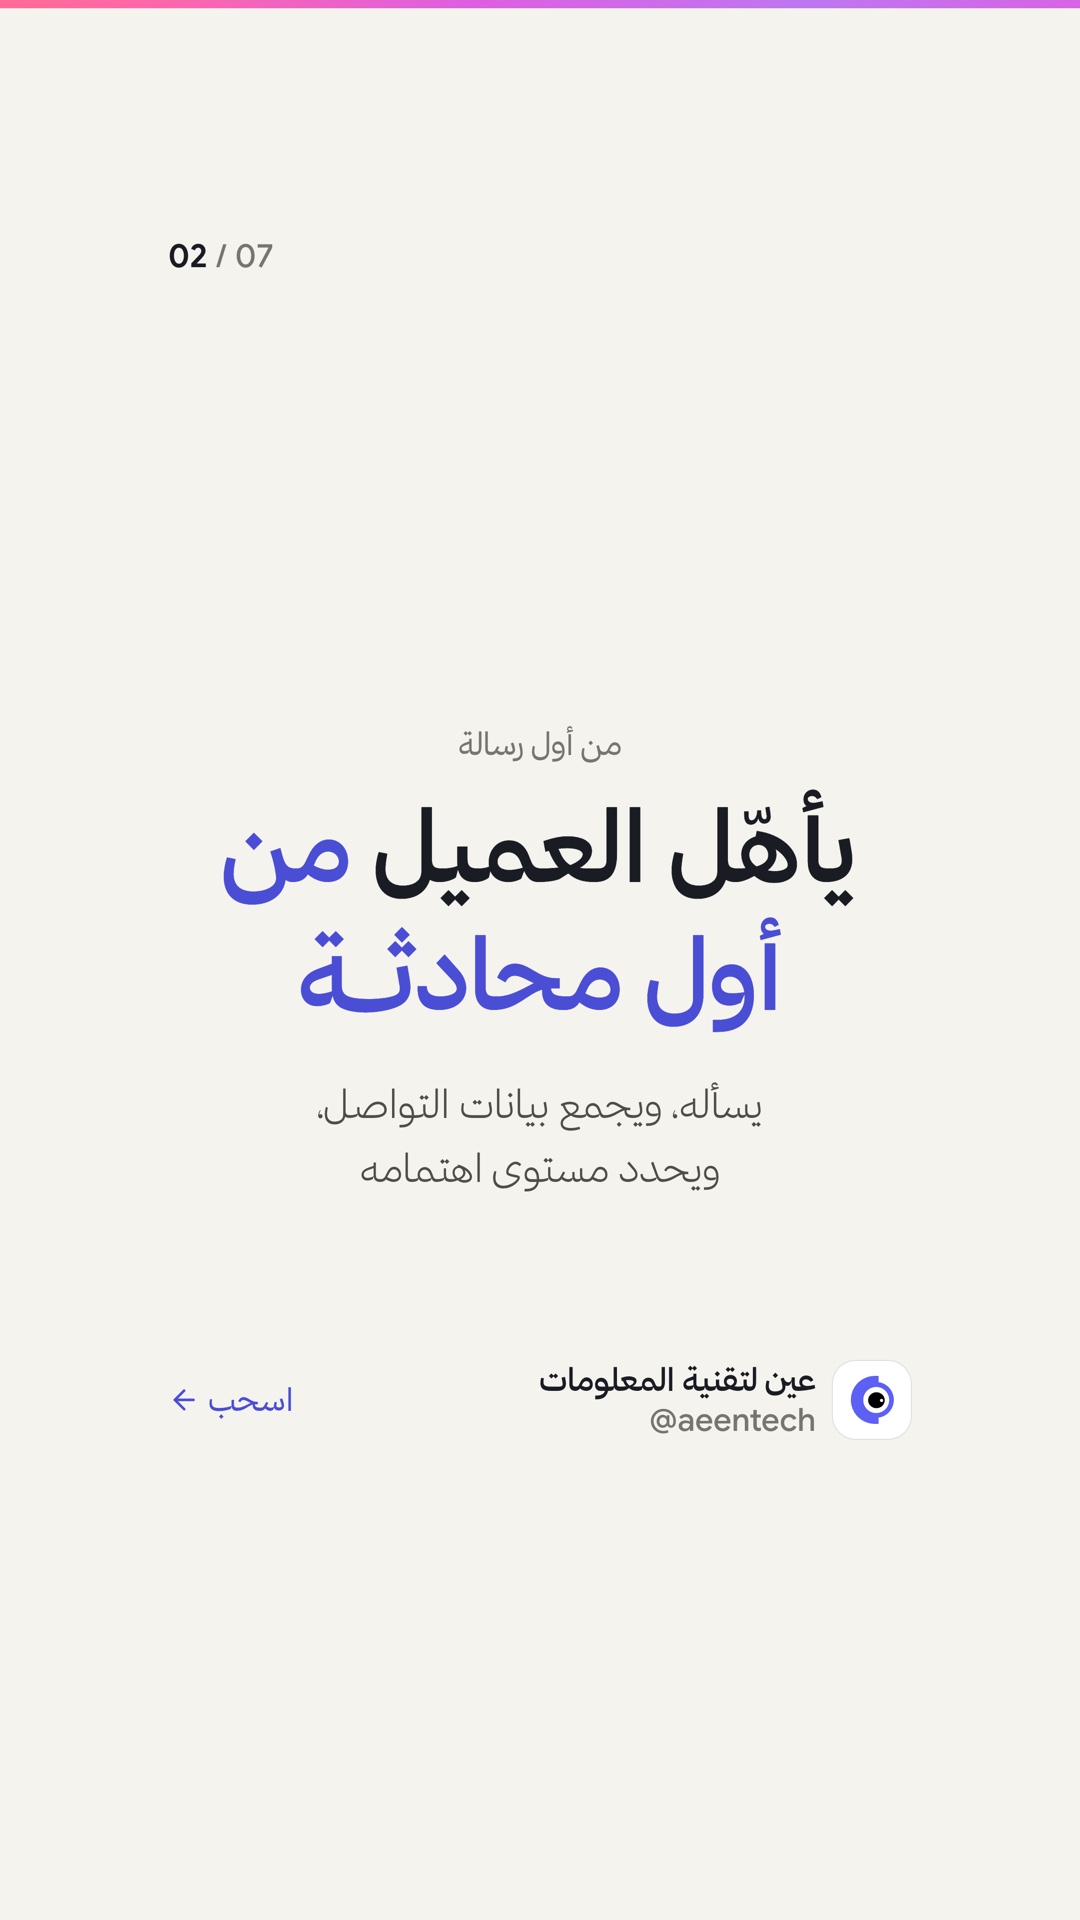 02 / 07
من أول رسالة
يأهّل العميل من
أول محادثـة
يسأله، ويجمع بيانات التواصل،
ويحدد مستوى اهتمامه
عين لتقنية المعلومات
@aeentech
اسحب ←